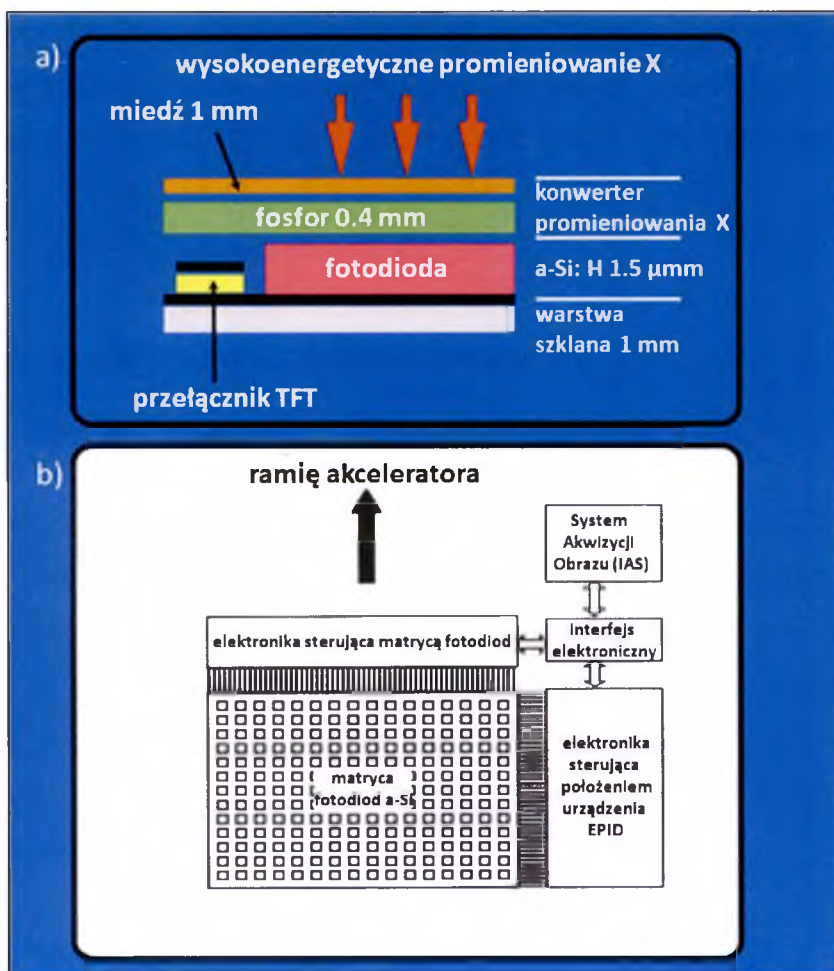 a)
wysokoenergetyczne promieniowanie X
miedź 1 mm
fosfor 0.4 mm
konwerter
promieniowania X
fotodioda
a-Si: H 1.5 µmm
warstwa
szklana 1 mm
przełącznik TFT
b)
ramię akceleratora
System
Akwizycji
Obrazu (IAS)
elektronika sterująca matrycą fotodiod
Interfejs
elektroniczny
matryca
fotodiod a-Si
elektronika
sterująca
położeniem
urządzenia
EPID